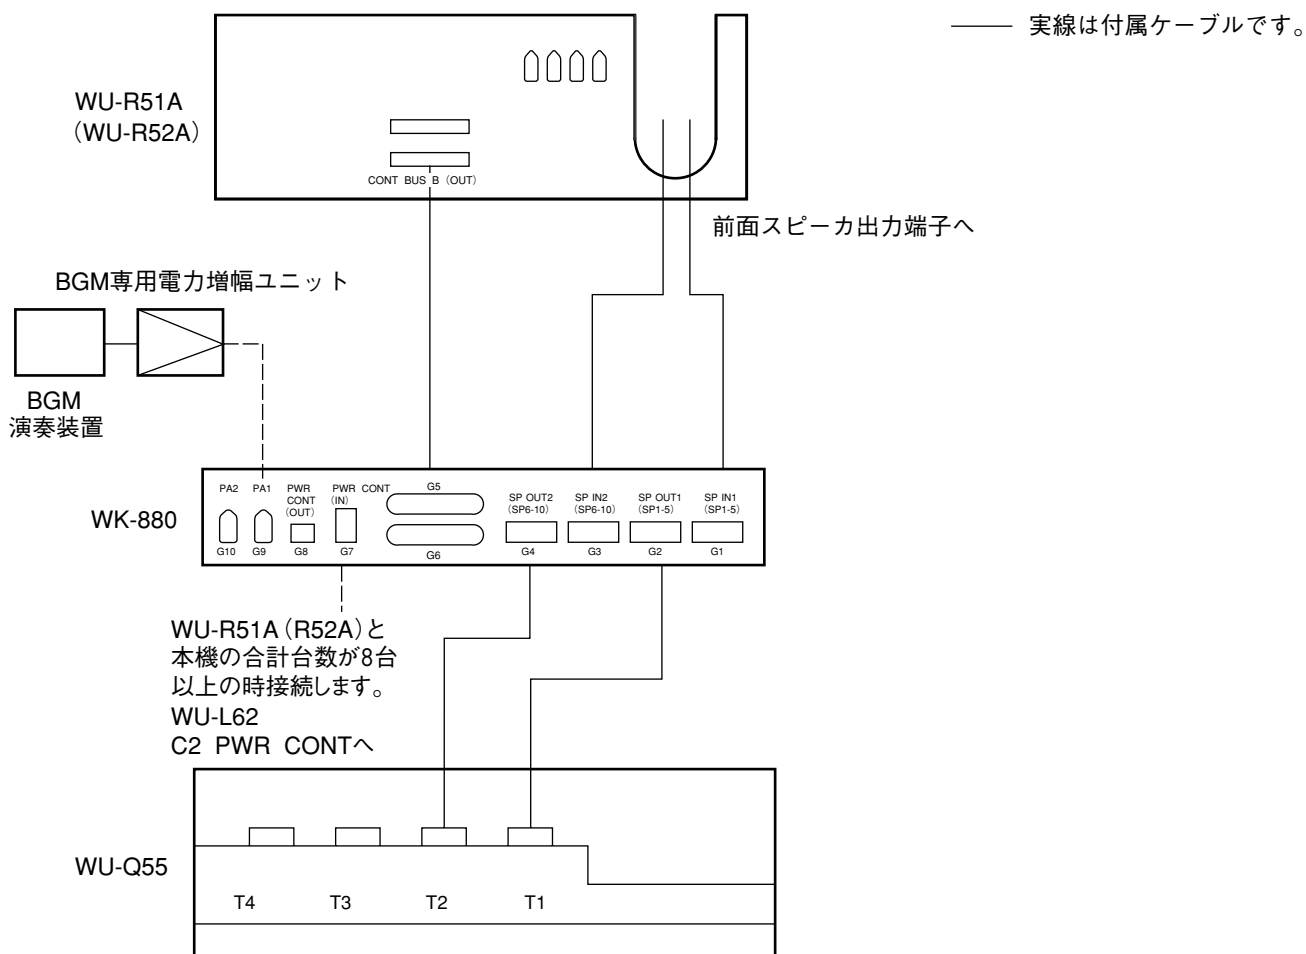 実線は付属ケーブルです。
WU-R51A
（WU-R52A）
CONT BUS B (OUT)
前面スピーカ出力端子へ
BGM専用電力増幅ユニット
BGM
演奏装置
WK-880
PA2
PA1
PWR
CONT
(OUT)
PWR CONT
(IN)
G5
SP OUT2
(SP6-10)
SP IN2
(SP6-10)
SP OUT1
(SP1-5)
SP IN1
(SP1-5)
G10
G9
G8
G7
G6
G4
G3
G2
G1
WU-R51A（R52A）と
本機の合計台数が8台
以上の時接続します。
WU-L62
C2 PWR CONTへ
WU-Q55
T4
T3
T2
T1